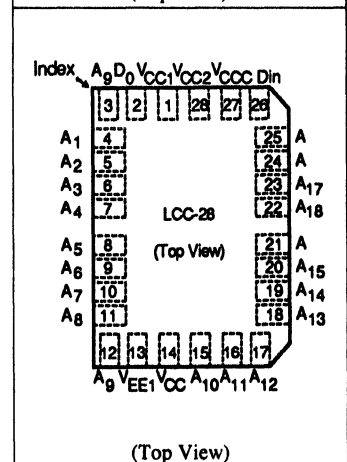 (Top View)
Index A9 D0 VCC1 VCC2 VCCC Din
3 2 1 28 27 26
A1 4 25 A
A2 5 24 A
A3 6 23 A17
A4 7 22 A18
LCC-28
A5 8 21 A
(Top View)
A6 9 20 A15
A7 10 19 A14
A8 11 18 A13
12 13 14 15 16 17
A9 VEE1 VCC A10 A11 A12
(Top View)